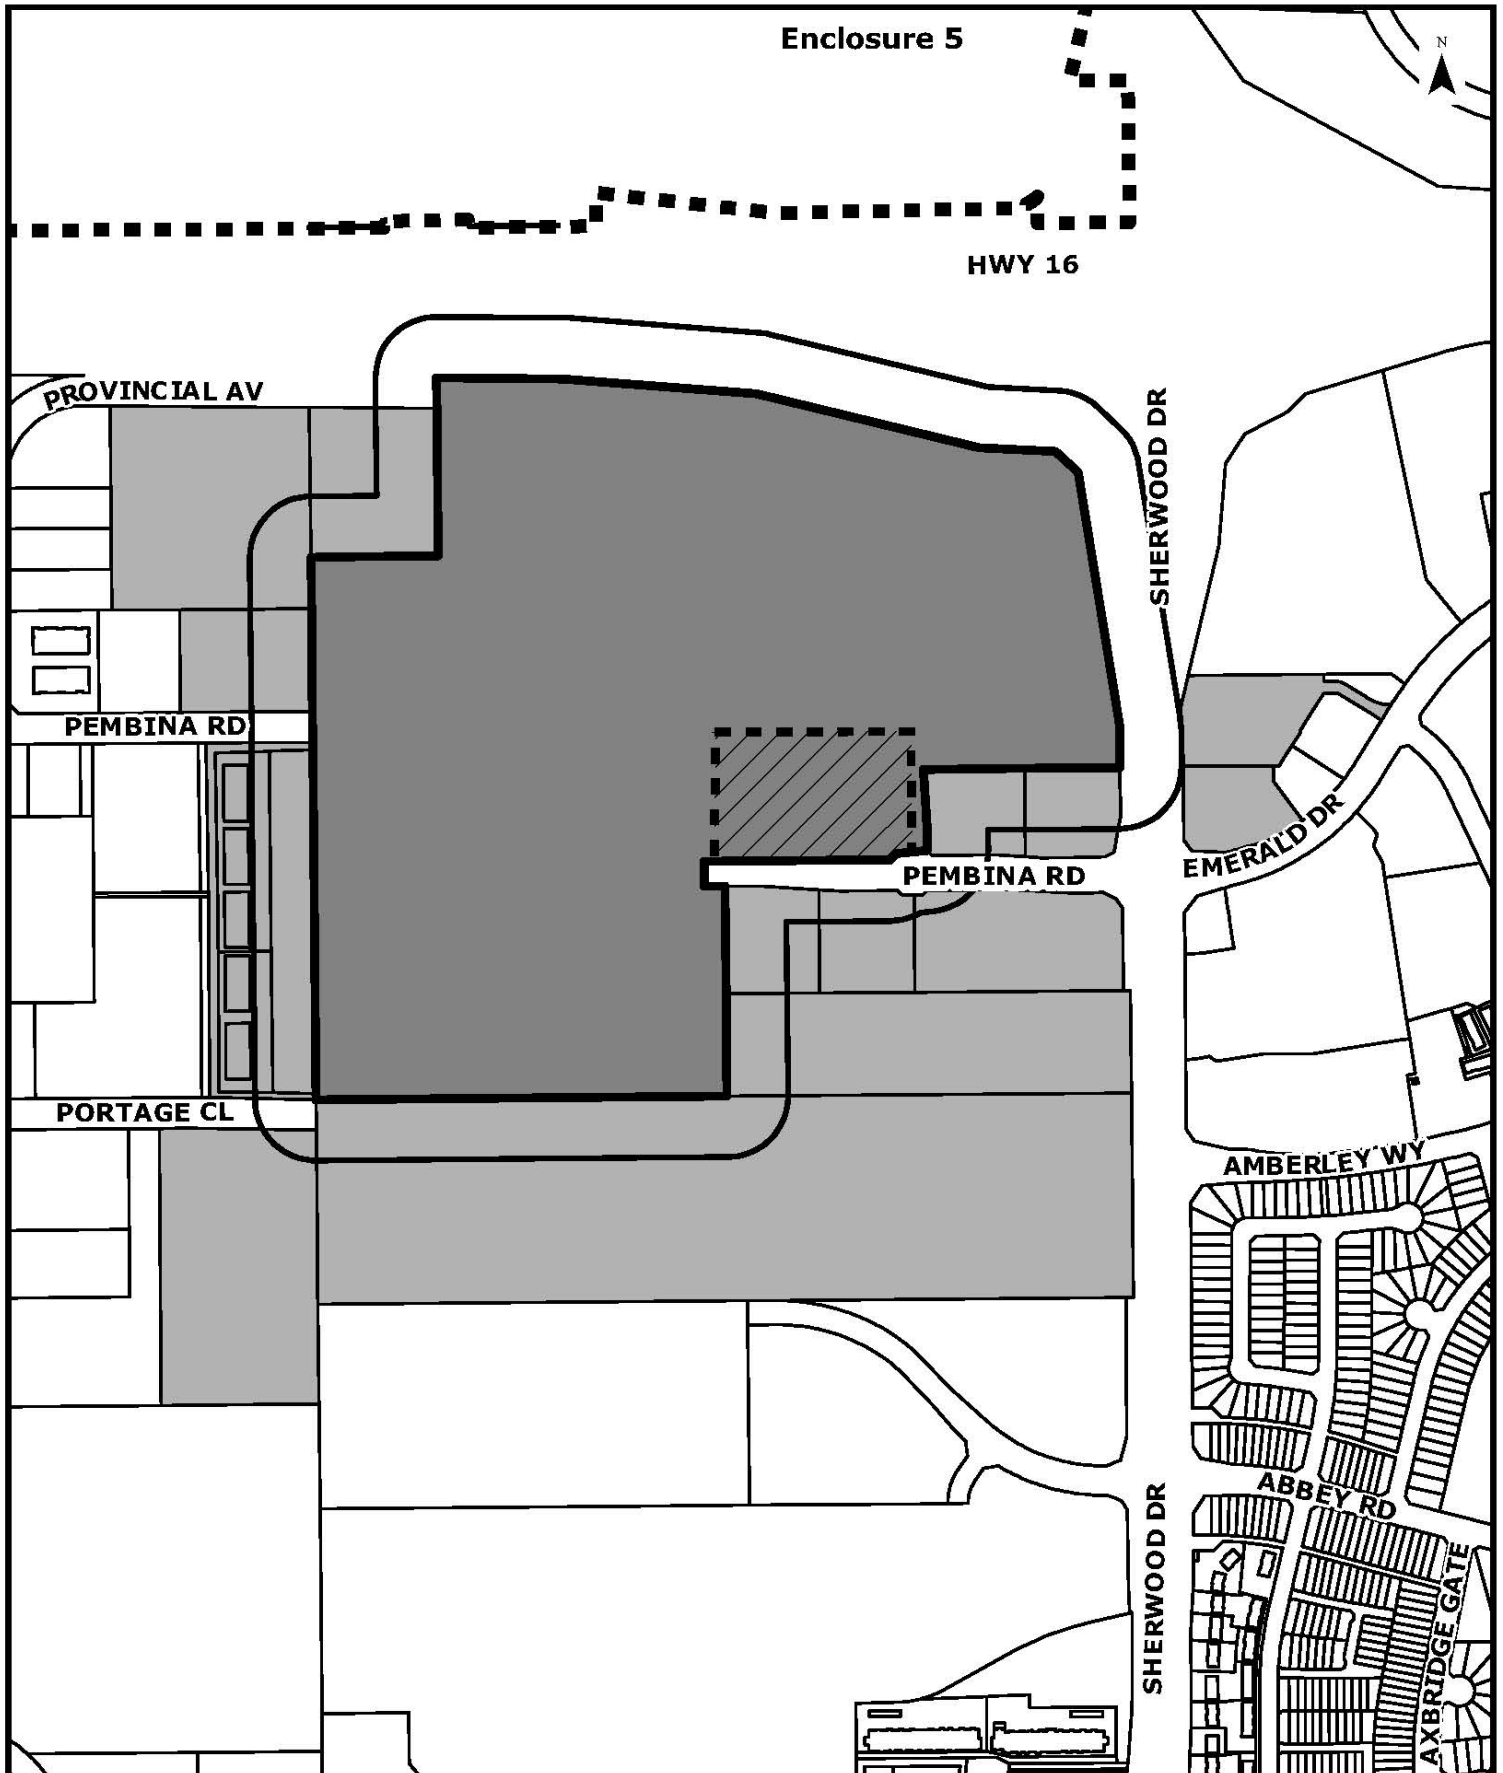 Enclosure 5
N
HWY 16
PROVINCIAL AV
SHERWOOD DR
PEMBINA RD
EMERALD DR
PEMBINA RD
PORTAGE CL
AMBERLEY WY
ABBEY RD
SHERWOOD DR
AXBRIDGE GATE